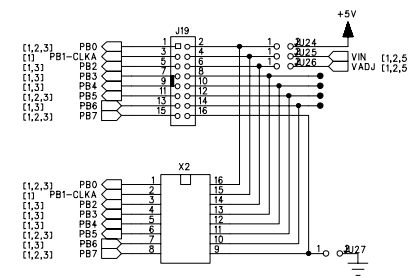 +5V
J19
[1,2,3] PB0 1 2 1 2 JU24
[1] PB1-CLKA 3 4 1 2 JU25 VIN [1,2,5
[1,3] PB2 5 6 1 2 JU26 VADJ [1,2,5
[1,3] PB3 7 8
[1,3] PB4 9 10
[1,2,3] PB5 11 12
[1,3] PB6 13 14
[1,2,3] PB7 15 16
X2
[1,2,3] PB0 1 16
[1] PB1-CLKA 2 15
[1,3] PB2 3 14
[1,3] PB3 4 13
[1,3] PB4 5 12
[1,2,3] PB5 6 11
[1,3] PB6 7 10
[1,2,3] PB7 8 9 1 2 JU27